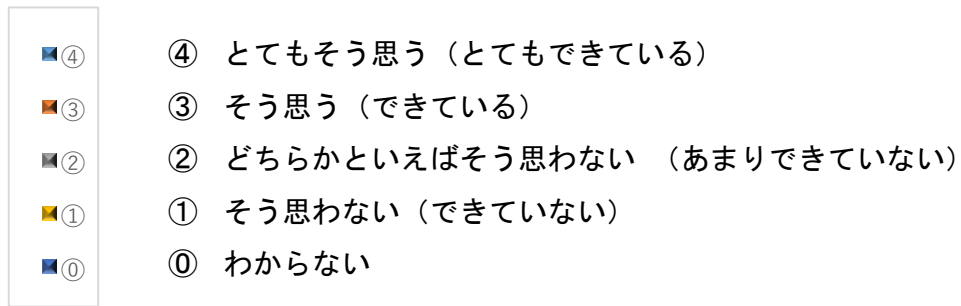 ④ ④ とてもそう思う（とてもできている）
③ ③ そう思う（できている）
② ② どちらかといえばそう思わない （あまりできていない）
① ① そう思わない（できていない）
⓪ ⓪ わからない